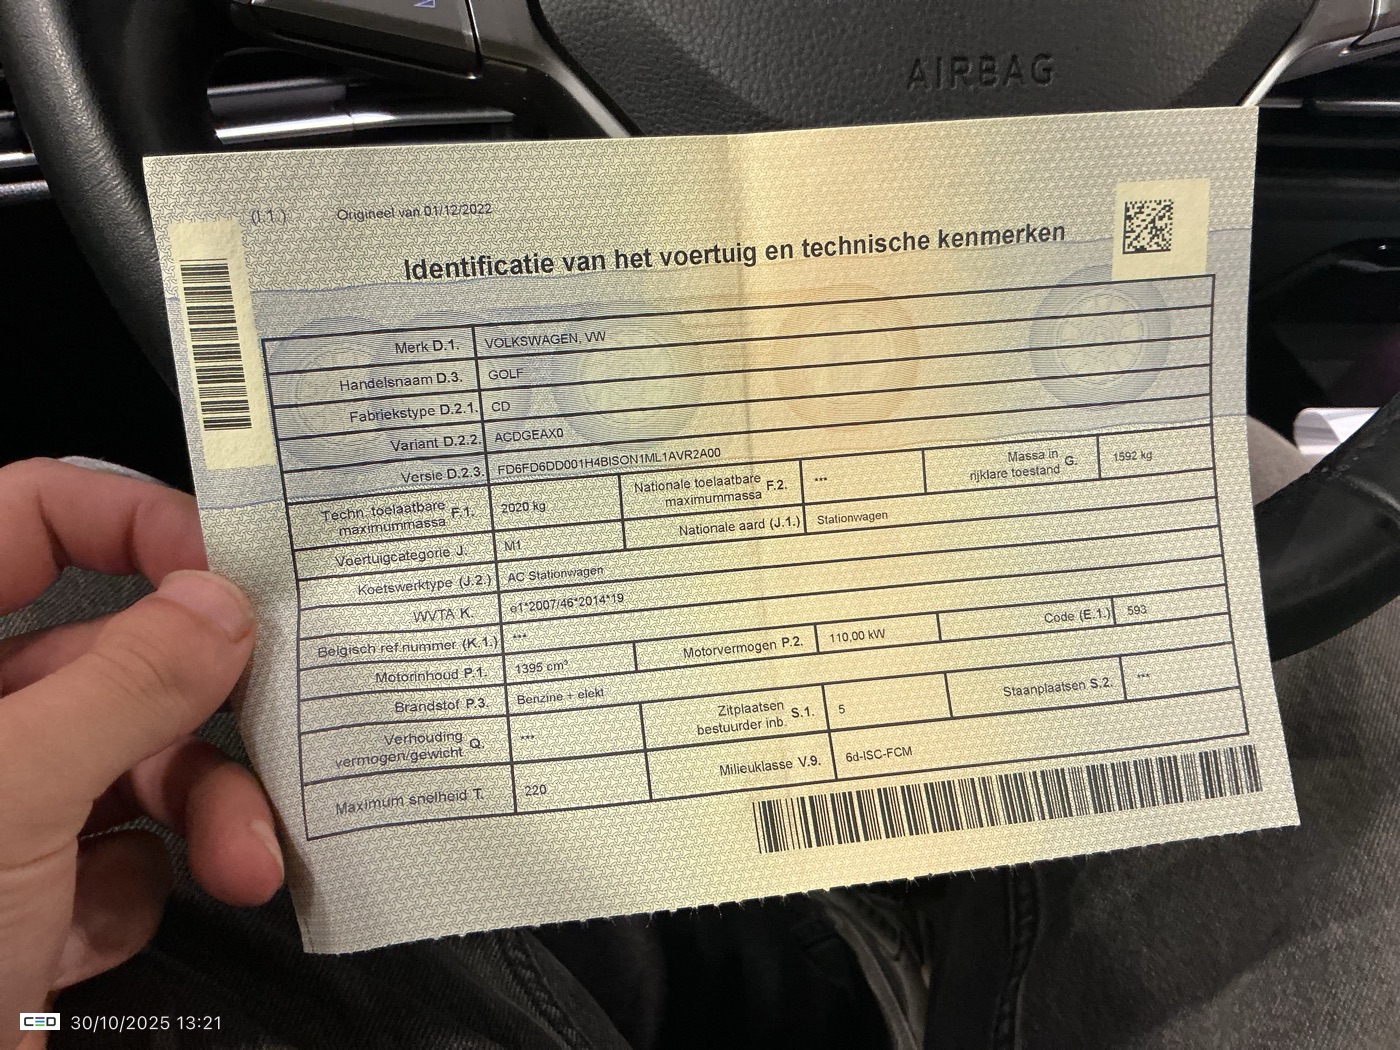 AIRBAG
(I.1.) Origineel van 01/12/2022
Identificatie van het voertuig en technische kenmerken
Merk D.1. VOLKSWAGEN, VW
Handelsnaam D.3. GOLF
Fabriekstype D.2.1. CD
Variant D.2.2. ACDGEAX0
Versie D.2.3. FD6FD6DD001H4BISON1ML1AVR2A00
Techn. toelaatbare maximummassa F.1. 2020 kg Nationale toelaatbare maximummassa F.2. *** Massa in rijklare toestand G. 1592 kg
Voertuigcategorie J. M1 Nationale aard (J.1.) Stationwagen
Koetswerktype (J.2.) AC Stationwagen
WVTA K. e1*2007/46*2014*19
Belgisch ref.nummer (K.1.) ***
Motorinhoud P.1. 1395 cm³ Motorvermogen P.2. 110,00 kW Code (E.1.) 593
Brandstof P.3. Benzine + elekt
Verhouding vermogen/gewicht Q. *** Zitplaatsen bestuurder inb. S.1. 5 Staanplaatsen S.2. ***
Maximum snelheid T. 220 Milieuklasse V.9. 6d-ISC-FCM
CED 30/10/2025 13:21